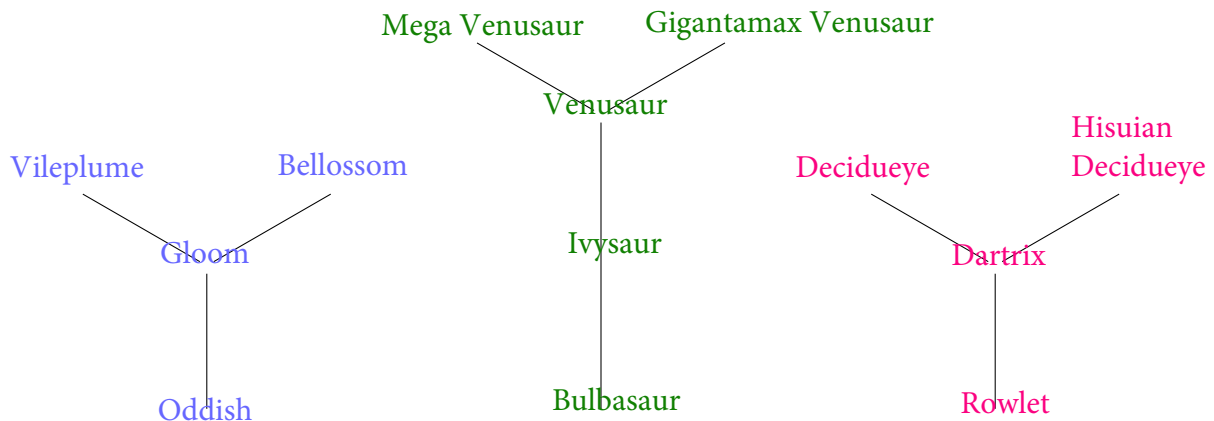 Mega Venusaur
Gigantamax Venusaur
Venusaur
Vileplume
Bellossom
Decidueye
Hisuian
Decidueye
Gloom
Ivysaur
Dartrix
Oddish
Bulbasaur
Rowlet